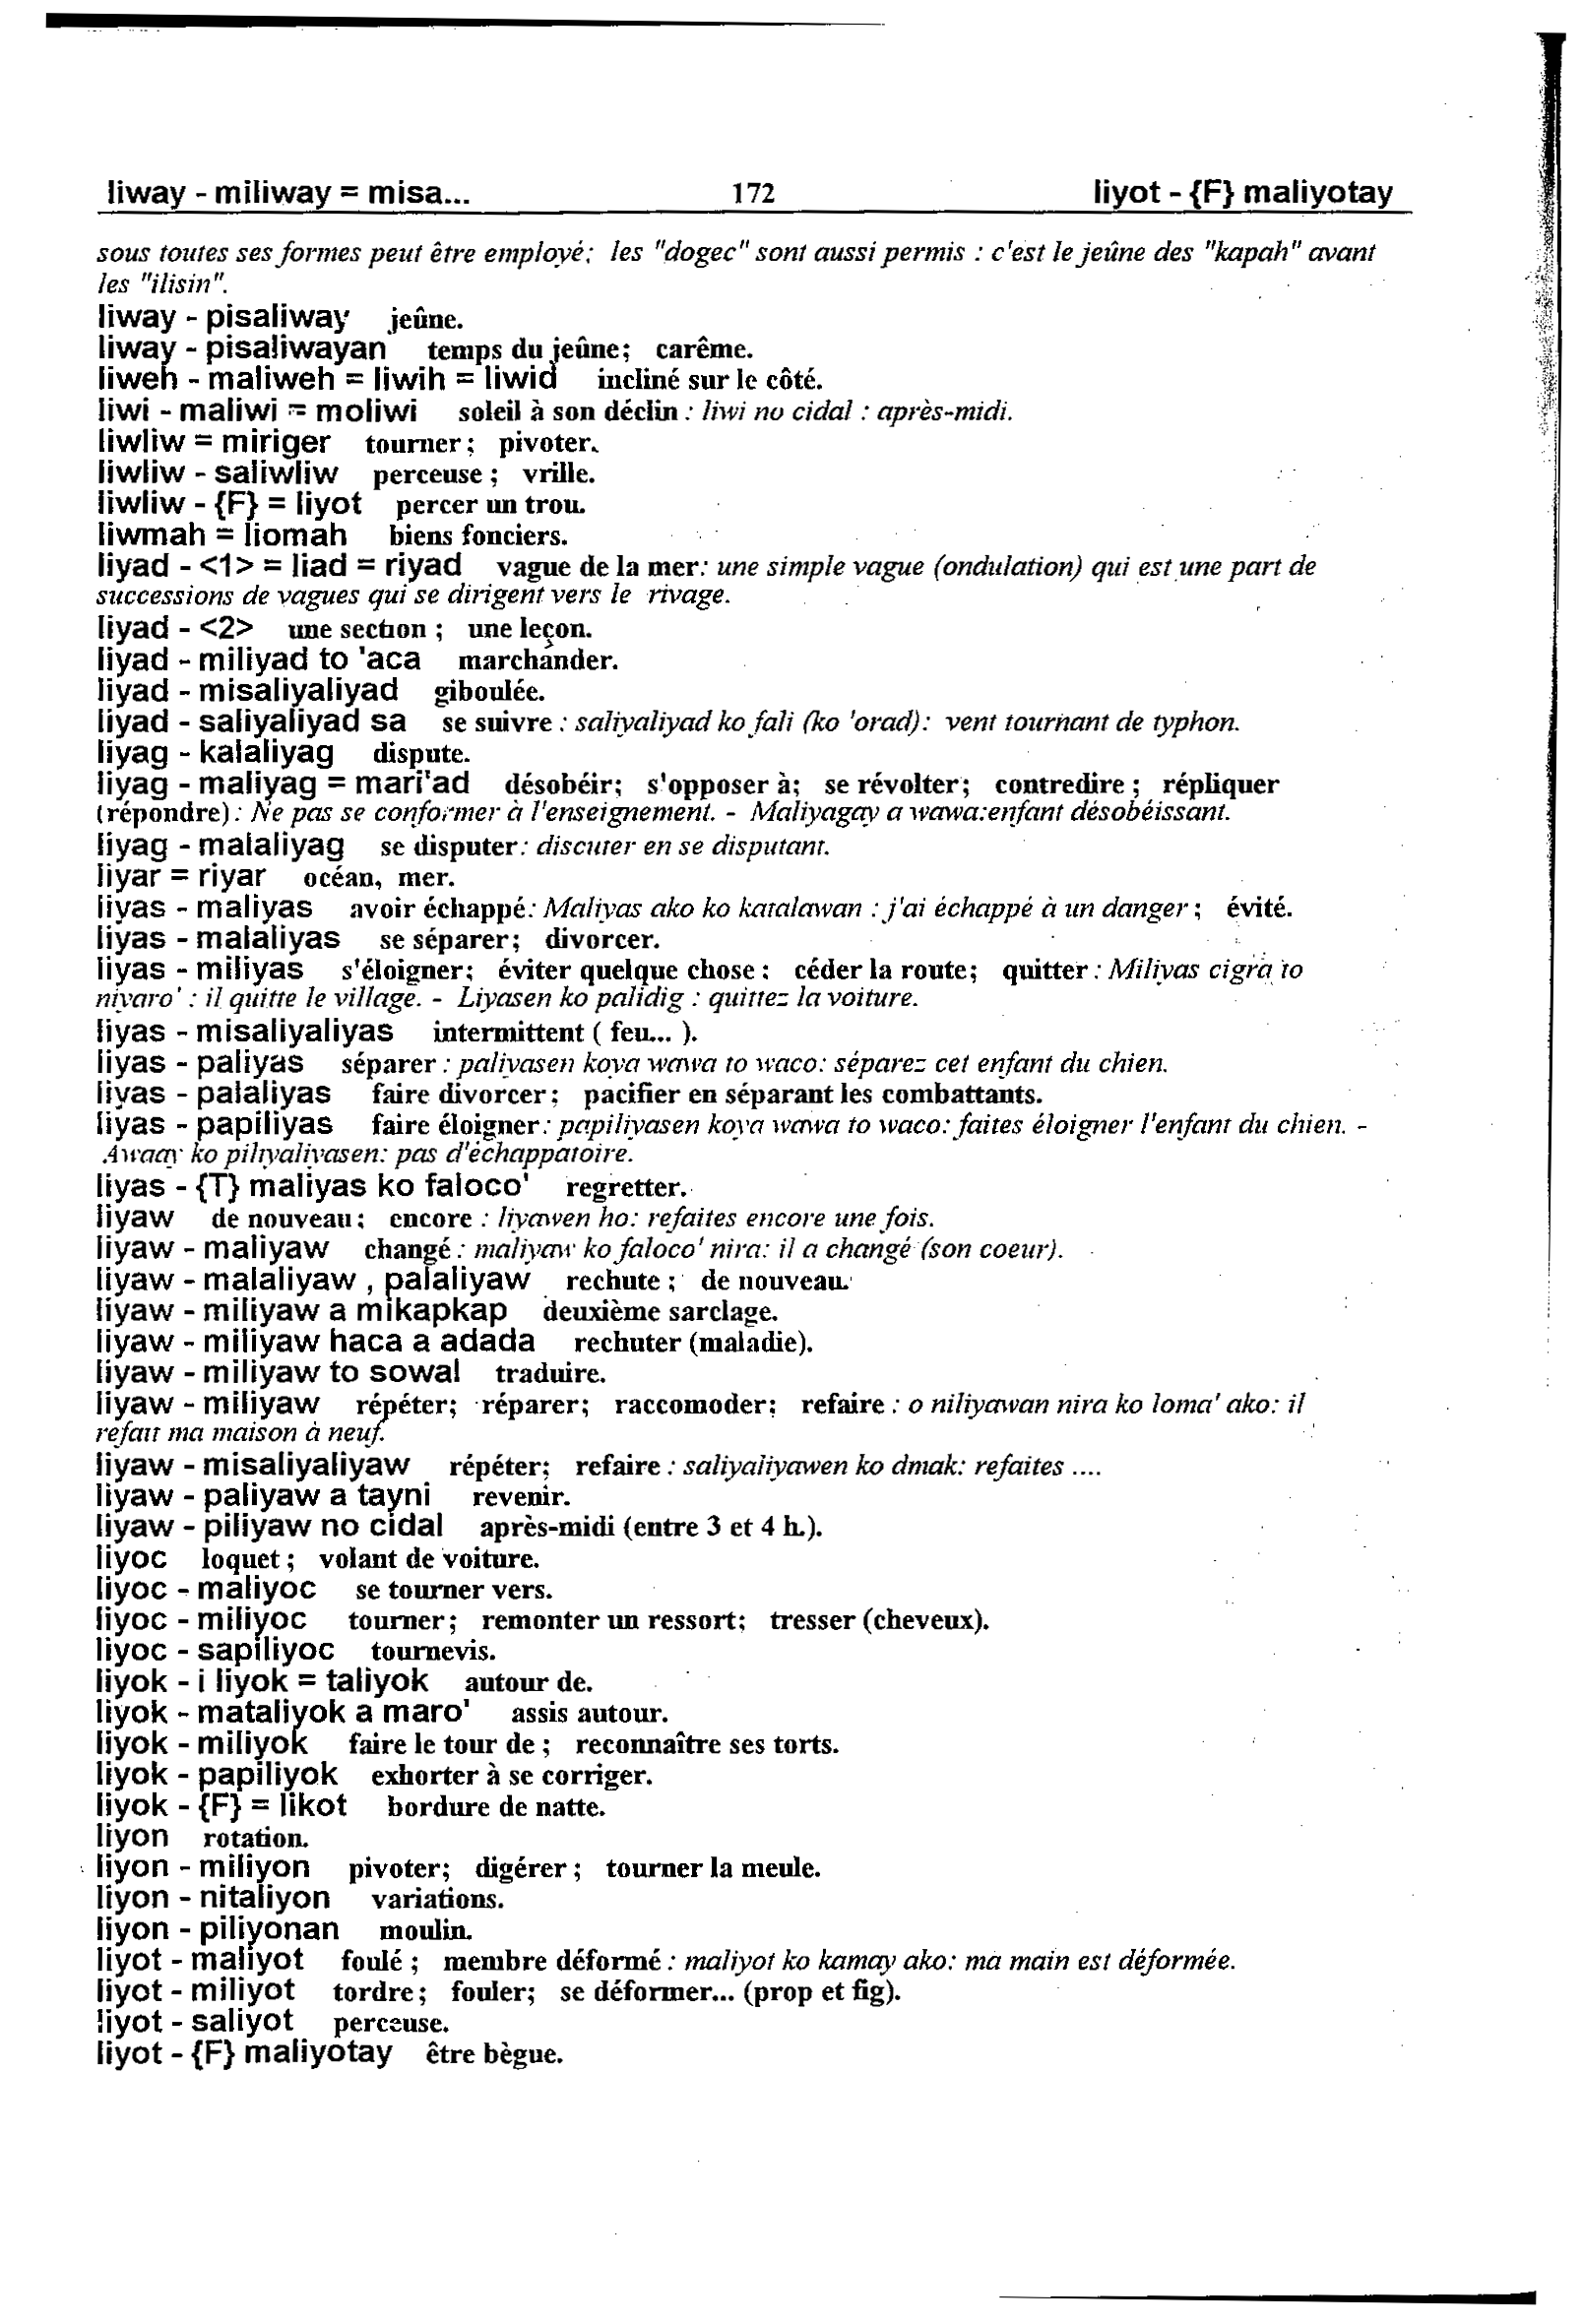 liway - miliway = misa... 172 liyot - {F} maliyotay
sous toutes ses formes peut être employé; les "dogec" sont aussi permis : c'est le jeûne des "kapah" avant
les "ilisin".
liway - pisaliway jeûne.
liway - pisaliwayan temps du jeûne; carême.
liweh - maliweh = liwih = liwid incliné sur le côté.
liwi - maliwi = moliwi soleil à son déclin : liwi no cidal : après-midi.
liwliw = miriger tourner; pivoter.
liwliw - saliwliw perceuse ; vrille.
liwliw - {F} = liyot percer un trou.
liwmah = liomah biens fonciers.
liyad - <1> = liad = riyad vague de la mer: une simple vague (ondulation) qui est une part de
successions de vagues qui se dirigent vers le rivage.
liyad - <2> une section ; une leçon.
liyad - miliyad to 'aca marchander.
liyad - misaliyaliyad giboulée.
liyad - saliyaliyad sa se suivre : saliyaliyad ko fali (ko 'orad): vent tournant de typhon.
liyag - kalaliyag dispute.
liyag - maliyag = mari'ad désobéir; s'opposer à; se révolter; contredire ; répliquer
(répondre): Ne pas se conformer à l'enseignement. - Maliyagay a wawa:enfant désobéissant.
liyag - malaliyag se disputer: discuter en se disputant.
liyar = riyar océan, mer.
liyas - maliyas avoir échappé: Maliyas ako ko katalawan : j'ai échappé à un danger ; évité.
liyas - malaliyas se séparer; divorcer.
liyas - miliyas s'éloigner; éviter quelque chose : céder la route; quitter : Miliyas cigra to
niyaro' : il quitte le village. - Liyasen ko palidig : quittez la voiture.
liyas - misaliyaliyas intermittent ( feu... ).
liyas - paliyas séparer : paliyasen koya wawa to waco: séparez cet enfant du chien.
liyas - palaliyas faire divorcer; pacifier en séparant les combattants.
liyas - papiliyas faire éloigner: papiliyasen koya wawa to waco: faites éloigner l'enfant du chien. -
Awaay ko piliyaliyasen: pas d'échappatoire.
liyas - {T} maliyas ko faloco' regretter.
liyaw de nouveau; encore : liyawen ho: refaites encore une fois.
liyaw - maliyaw changé : maliyaw ko faloco' nira: il a changé (son coeur).
liyaw - malaliyaw , palaliyaw rechute ; de nouveau.
liyaw - miliyaw a mikapkap deuxième sarclage.
liyaw - miliyaw haca a adada rechuter (maladie).
liyaw - miliyaw to sowal traduire.
liyaw - miliyaw répéter; réparer; raccomoder; refaire : o niliyawan nira ko loma' ako: il
refait ma maison à neuf.
liyaw - misaliyaliyaw répéter; refaire : saliyaliyawen ko dmak: refaites ....
liyaw - paliyaw a tayni revenir.
liyaw - piliyaw no cidal après-midi (entre 3 et 4 h.).
liyoc loquet ; volant de voiture.
liyoc - maliyoc se tourner vers.
liyoc - miliyoc tourner; remonter un ressort; tresser (cheveux).
liyoc - sapiliyoc tournevis.
liyok - i liyok = taliyok autour de.
liyok - mataliyok a maro' assis autour.
liyok - miliyok faire le tour de ; reconnaître ses torts.
liyok - papiliyok exhorter à se corriger.
liyok - {F} = likot bordure de natte.
liyon rotation.
liyon - miliyon pivoter; digérer ; tourner la meule.
liyon - nitaliyon variations.
liyon - piliyonan moulin.
liyot - maliyot foulé ; membre déformé : maliyot ko kamay ako: ma main est déformée.
liyot - miliyot tordre; fouler; se déformer... (prop et fig).
liyot - saliyot perceuse.
liyot - {F} maliyotay être bègue.